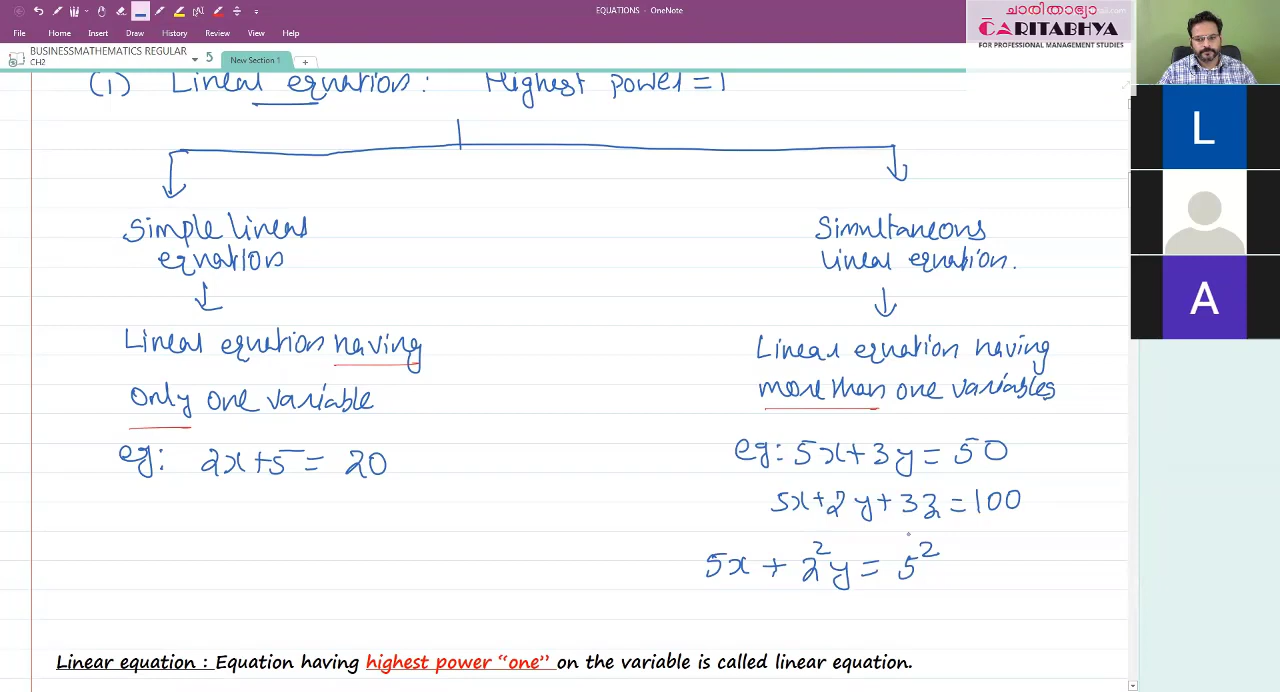 EQUATIONS - OneNote
File Home Insert Draw History Review View Help
BUSINESSMATHEMATICS REGULAR
CH2
5
New Section 1
+
ചാരിതാഭ്യാ
CARITABHYA
FOR PROFESSIONAL MANAGEMENT STUDIES
L
A
(1) Linear equation: Highest power = 1
Simple linear
equation
Simultaneous
linear equation.
Linear equation having
Only one variable
eg: 2x+5 = 20
Linear equation having
more than one variables
eg: 5x+3y = 50
5x+2y+3z = 100
5x + 2²y = 5²
Linear equation : Equation having highest power “one” on the variable is called linear equation.